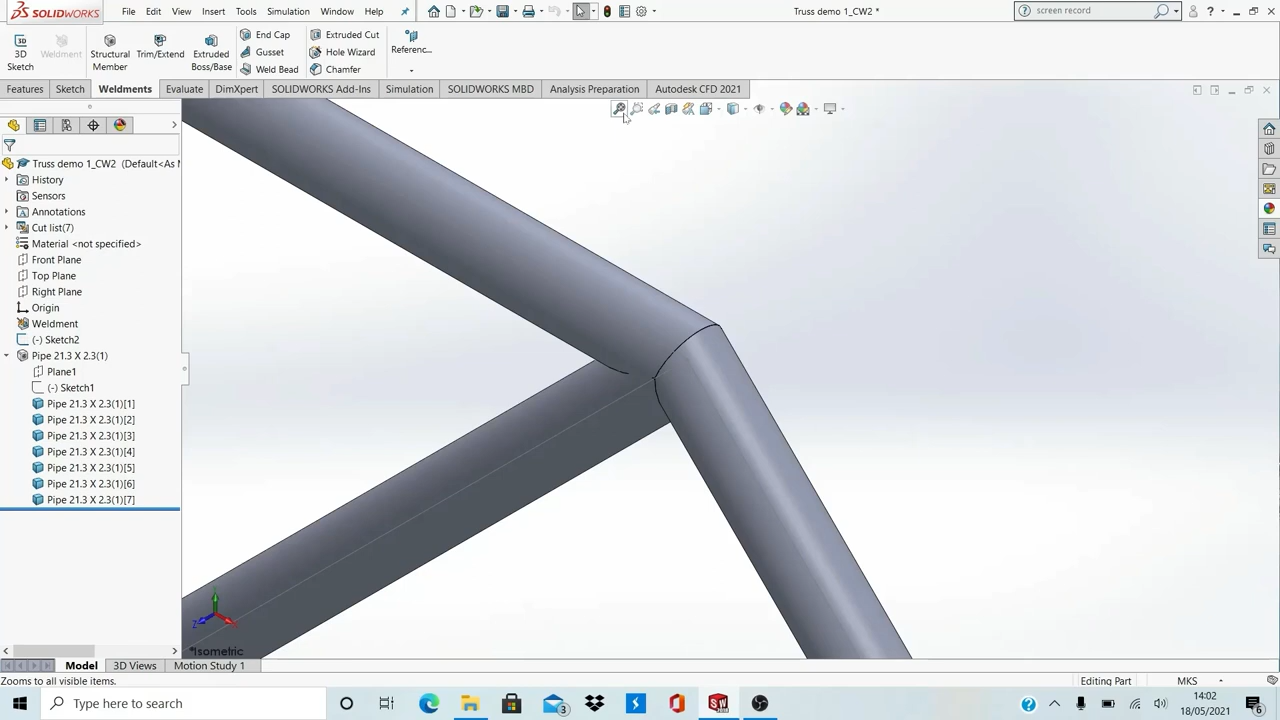 SOLIDWORKS File Edit View Insert Tools Simulation Window Help Truss demo 1_CW2 * screen record
3D Sketch
Weldment
Structural Member
Trim/Extend
Extruded Boss/Base
End Cap
Gusset
Weld Bead
Extruded Cut
Hole Wizard
Chamfer
Referenc...
Features Sketch Weldments Evaluate DimXpert SOLIDWORKS Add-Ins Simulation SOLIDWORKS MBD Analysis Preparation Autodesk CFD 2021
Truss demo 1_CW2 (Default<As M
History
Sensors
Annotations
Cut list(7)
Material <not specified>
Front Plane
Top Plane
Right Plane
Origin
Weldment
(-) Sketch2
Pipe 21.3 X 2.3(1)
Plane1
(-) Sketch1
Pipe 21.3 X 2.3(1)[1]
Pipe 21.3 X 2.3(1)[2]
Pipe 21.3 X 2.3(1)[3]
Pipe 21.3 X 2.3(1)[4]
Pipe 21.3 X 2.3(1)[5]
Pipe 21.3 X 2.3(1)[6]
Pipe 21.3 X 2.3(1)[7]
Y
Z
*Isometric
Model 3D Views Motion Study 1
Zooms to all visible items. Editing Part MKS
Type here to search
3
14:02
18/05/2021
6